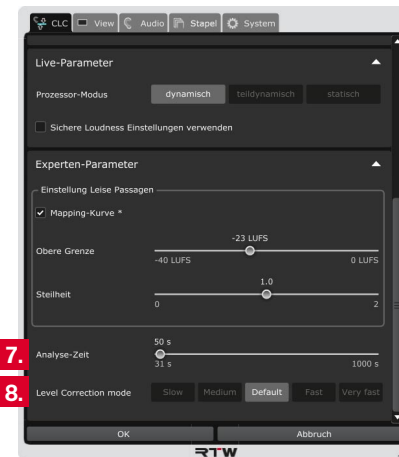 CLC View Audio Stapel System
Live-Parameter
Prozessor-Modus dynamisch teildynamisch statisch
Sichere Loudness Einstellungen verwenden
Experten-Parameter
Einstellung Leise Passagen
Mapping-Kurve *
-23 LUFS
Obere Grenze
-40 LUFS 0 LUFS
1.0
Steilheit
0 2
50 s
7. Analyse-Zeit
31 s 1000 s
8. Level Correction mode Slow Medium Default Fast Very fast
OK Abbruch
RTW